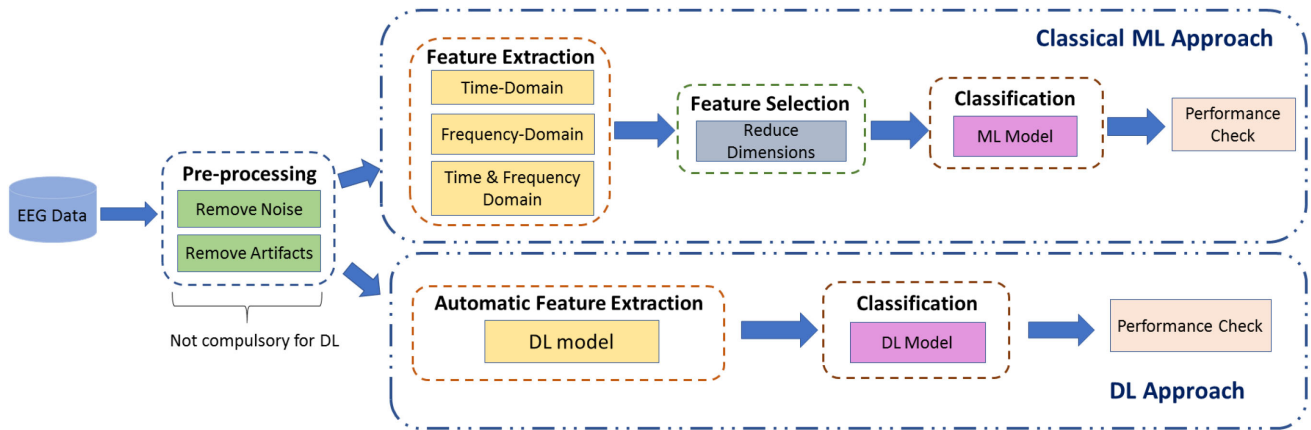 EEG Data
Pre-processing
Remove Noise
Remove Artifacts
Not compulsory for DL
Classical ML Approach
Feature Extraction
Time-Domain
Frequency-Domain
Time & Frequency
Domain
Feature Selection
Reduce
Dimensions
Classification
ML Model
Performance
Check
Automatic Feature Extraction
DL model
Classification
DL Model
Performance Check
DL Approach